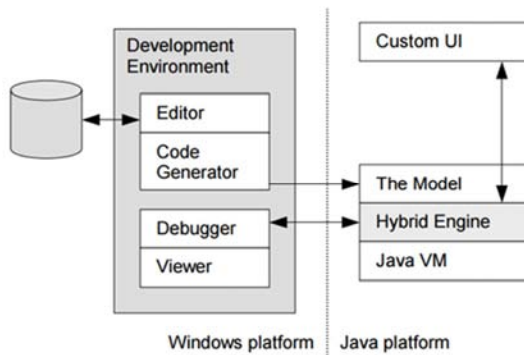 Development
Environment
Editor
Code
Generator
Debugger
Viewer
Custom UI
The Model
Hybrid Engine
Java VM
Windows platform
Java platform